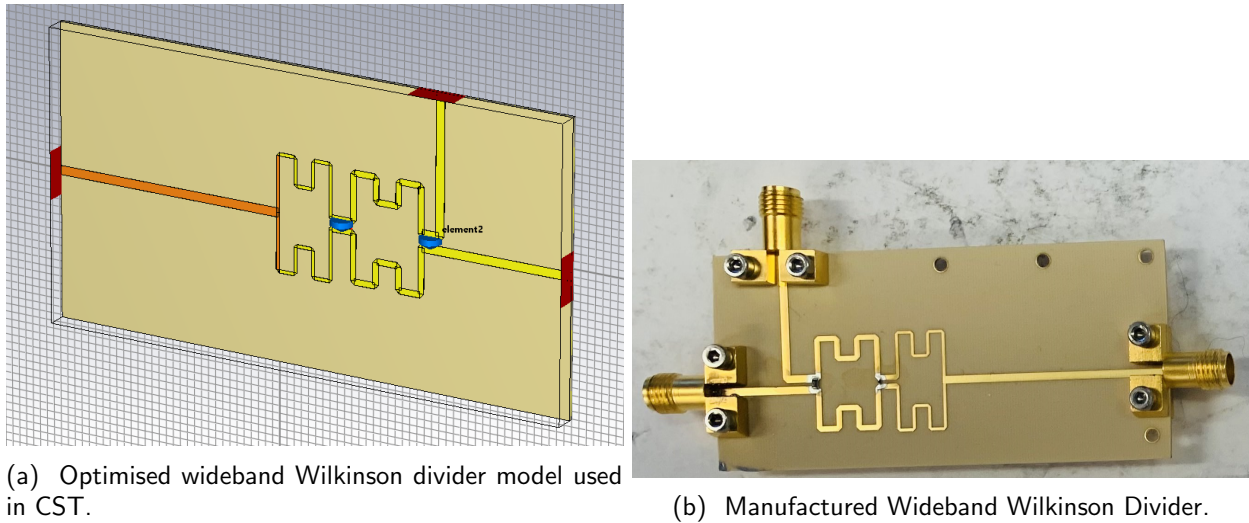 element2
(a) Optimised wideband Wilkinson divider model used
in CST.
(b) Manufactured Wideband Wilkinson Divider.